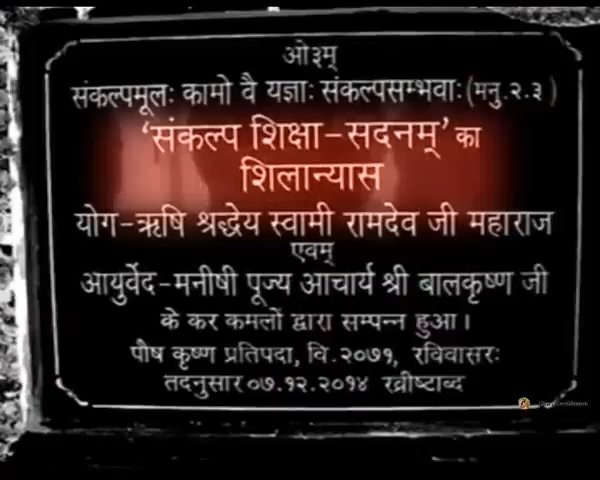 ओ३म्
संकल्पमूलः कामो वै यज्ञाः संकल्पसम्भवाः (मनु.२.३)
‘संकल्प शिक्षा-सदनम्’ का
शिलान्यास
योग-ऋषि श्रद्धेय स्वामी रामदेव जी महाराज
एवम्
आयुर्वेद-मनीषी पूज्य आचार्य श्री बालकृष्ण जी
के कर कमलों द्वारा सम्पन्न हुआ।
पौष कृष्ण प्रतिपदा, वि.२०७१, रविवासरः
तदनुसार ०७.१२.२०१४ ख्रीष्टाब्द